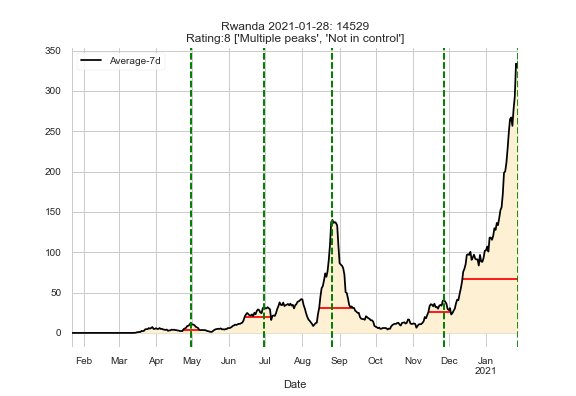 Rwanda 2021-01-28: 14529
Rating:8 ['Multiple peaks', 'Not in control']
Average-7d
350
300
250
200
150
100
50
0
Feb Mar Apr May Jun Jul Aug Sep Oct Nov Dec Jan
2021
Date